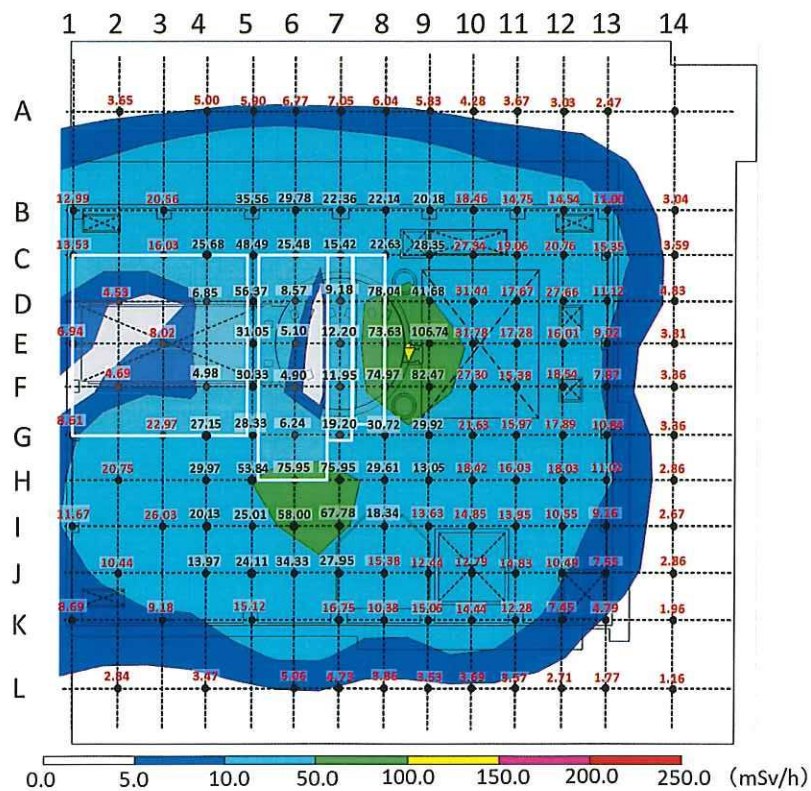 1 2 3 4 5 6 7 8 9 10 11 12 13 14
A 3.65 5.00 5.90 6.77 7.05 6.04 5.83 4.28 3.67 3.03 2.47
B 12.99 20.56 35.56 29.78 22.36 22.14 20.18 18.46 14.75 14.54 11.00 3.04
C 13.53 16.03 25.68 48.49 25.48 15.42 22.63 28.35 27.84 19.06 20.76 15.35 3.59
D 4.53 6.85 56.37 8.57 9.18 78.04 41.68 31.44 17.67 27.66 11.12 4.83
E 6.94 8.02 31.05 5.10 12.20 73.63 106.74 31.78 17.28 16.01 9.02 3.81
F 4.69 4.98 30.33 4.90 11.95 74.97 82.47 27.30 15.38 18.54 7.87 3.36
G 8.61 22.97 27.15 28.33 6.24 19.20 30.72 29.92 21.63 15.97 17.89 10.84 3.36
H 20.75 29.97 53.84 75.95 75.95 29.61 13.05 18.42 16.03 18.03 11.02 2.86
I 11.67 26.03 20.13 25.01 58.00 67.78 18.34 13.63 14.85 13.95 10.55 9.16 2.67
J 10.44 13.97 24.11 34.33 27.95 15.38 12.44 12.79 14.83 10.49 7.55 2.86
K 8.69 9.18 15.12 16.75 10.38 15.06 14.44 12.28 7.45 4.79 1.96
L 2.84 3.47 5.06 4.73 3.86 3.53 3.69 3.57 2.71 1.77 1.16
0.0 5.0 10.0 50.0 100.0 150.0 200.0 250.0 (mSv/h)